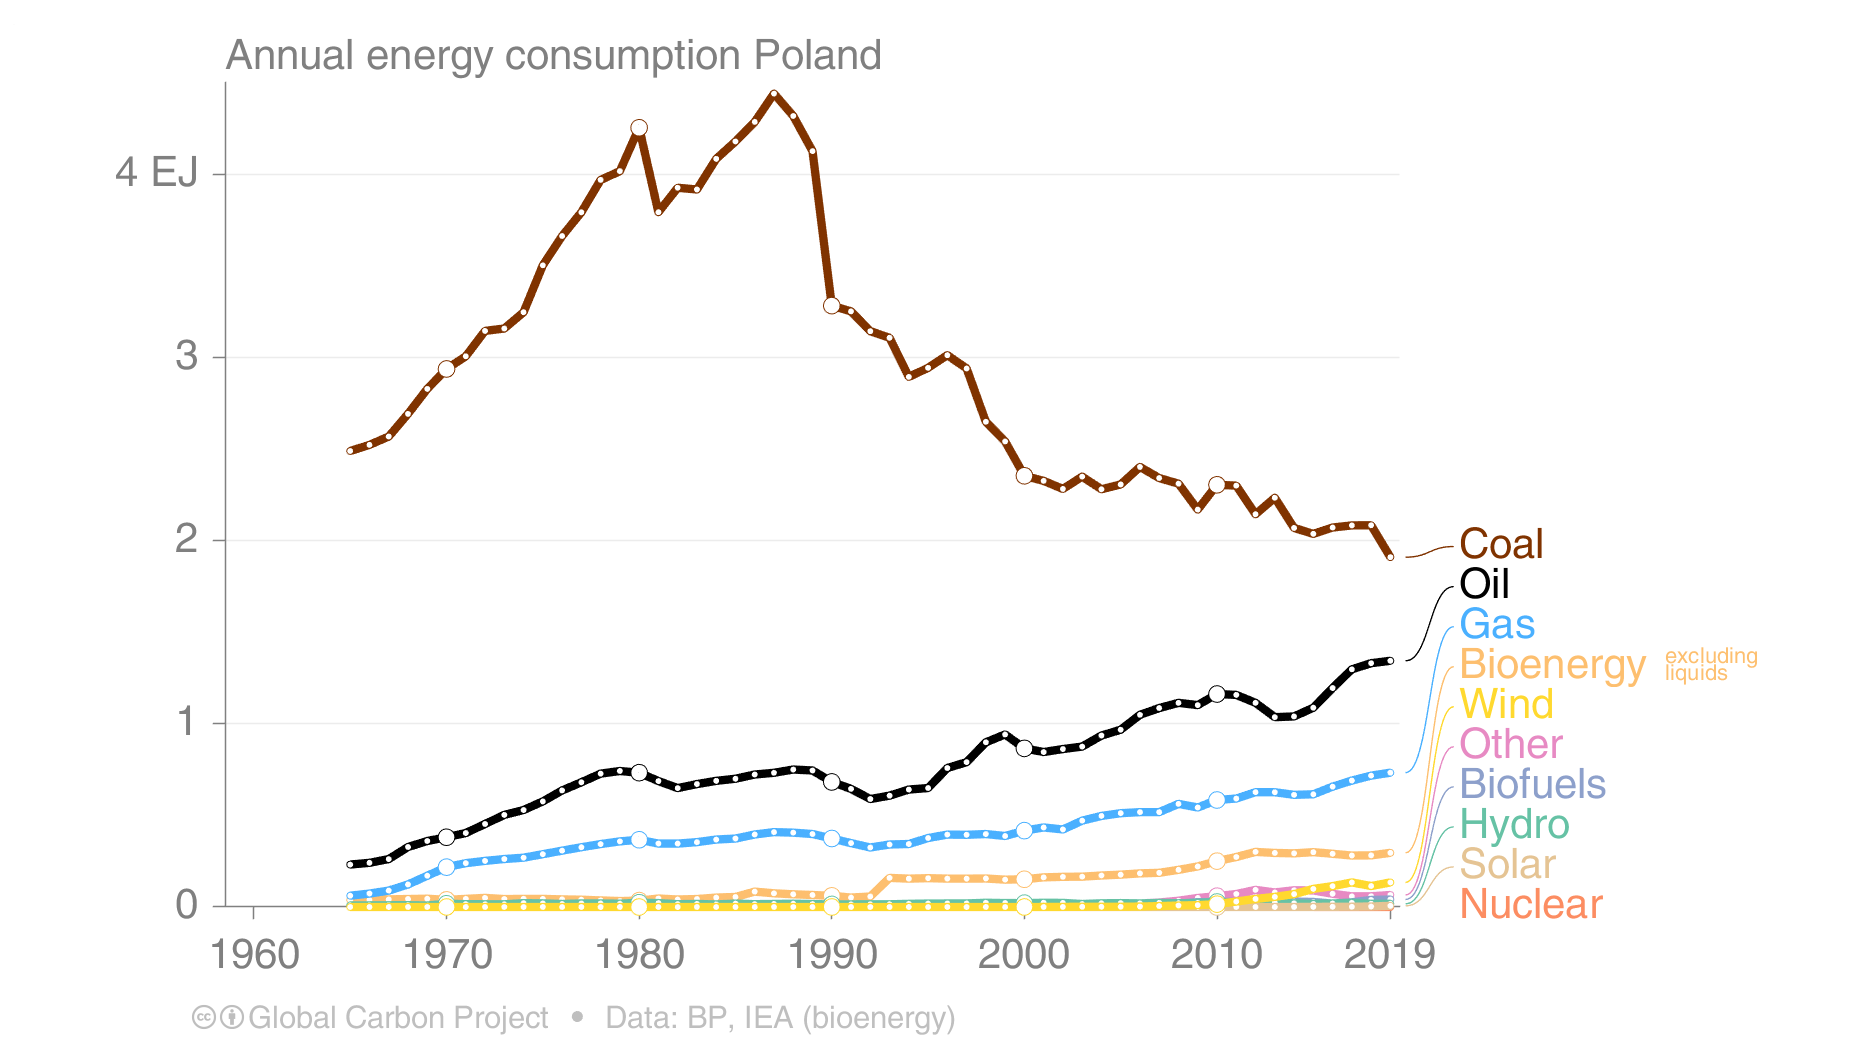 Annual energy consumption Poland
4 EJ
3
2
1
0
1960 1970 1980 1990 2000 2010 2019
Coal
Oil
Gas
Bioenergy excluding
liquids
Wind
Other
Biofuels
Hydro
Solar
Nuclear
cc Global Carbon Project • Data: BP, IEA (bioenergy)